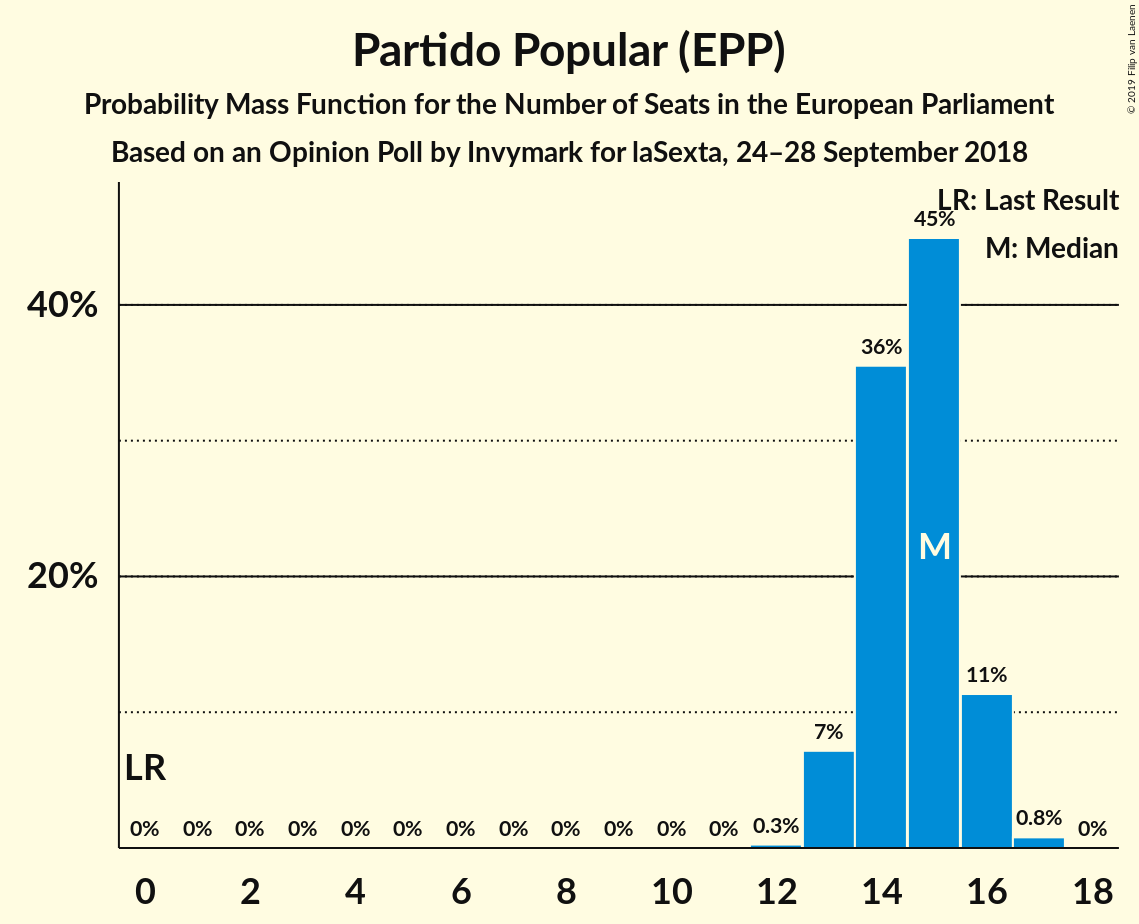 Partido Popular (EPP)
Probability Mass Function for the Number of Seats in the European Parliament
Based on an Opinion Poll by Invymark for laSexta, 24–28 September 2018
© 2019 Filip van Laenen
LR: Last Result
M: Median
45%
40%
36%
M
20%
11%
7%
LR
0% 0% 0% 0% 0% 0% 0% 0% 0% 0% 0% 0% 0.3% 0.8% 0%
0 2 4 6 8 10 12 14 16 18